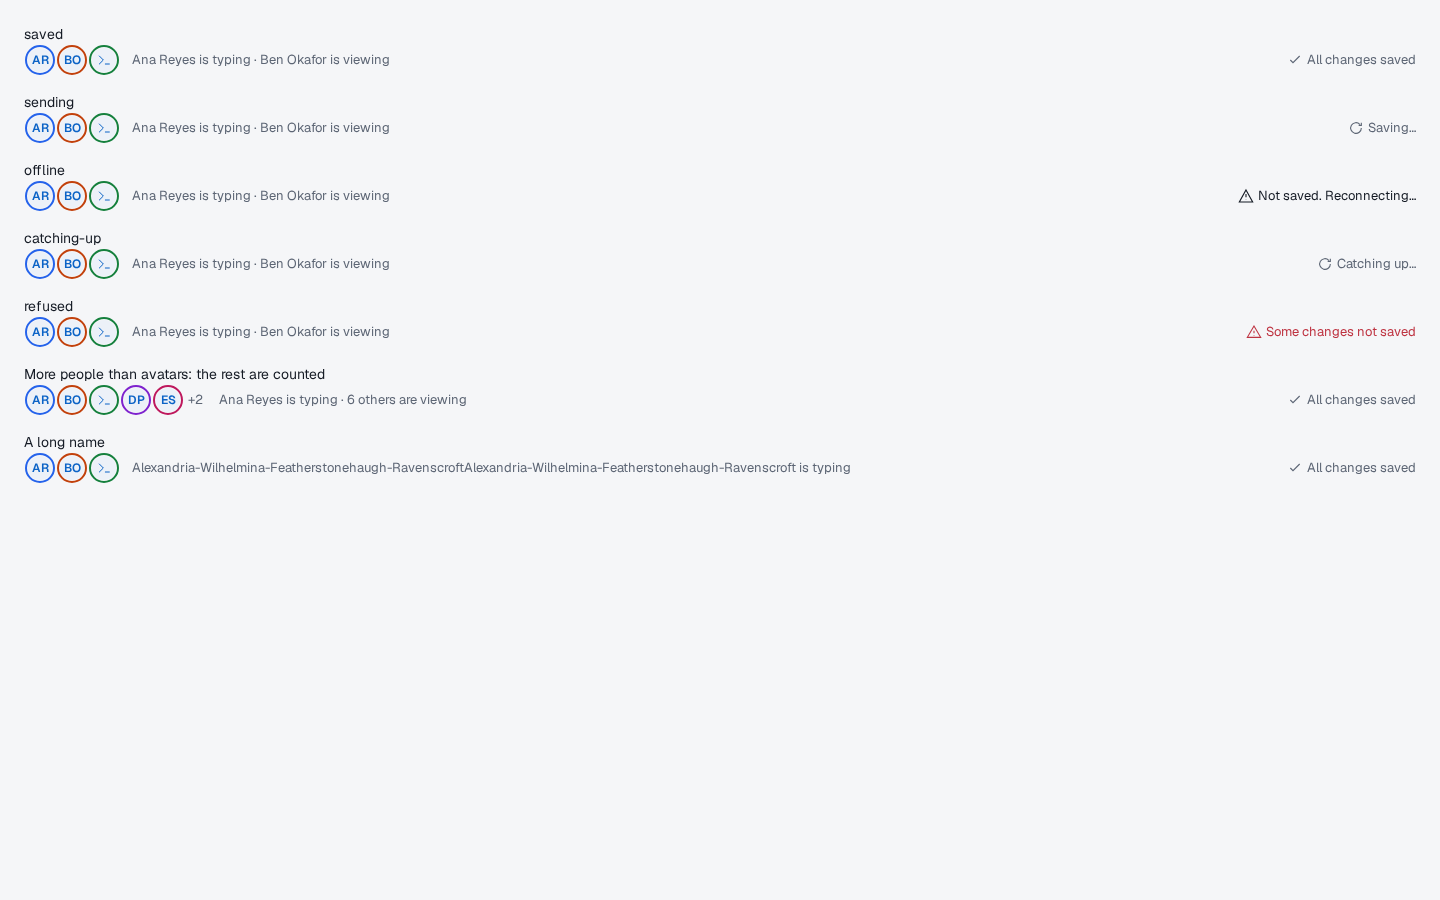 saved
AR BO >_ Ana Reyes is typing · Ben Okafor is viewing All changes saved
sending
AR BO >_ Ana Reyes is typing · Ben Okafor is viewing Saving…
offline
AR BO >_ Ana Reyes is typing · Ben Okafor is viewing Not saved. Reconnecting…
catching-up
AR BO >_ Ana Reyes is typing · Ben Okafor is viewing Catching up…
refused
AR BO >_ Ana Reyes is typing · Ben Okafor is viewing Some changes not saved
More people than avatars: the rest are counted
AR BO >_ DP ES +2 Ana Reyes is typing · 6 others are viewing All changes saved
A long name
AR BO >_ Alexandria-Wilhelmina-Featherstonehaugh-RavenscroftAlexandria-Wilhelmina-Featherstonehaugh-Ravenscroft is typing All changes saved